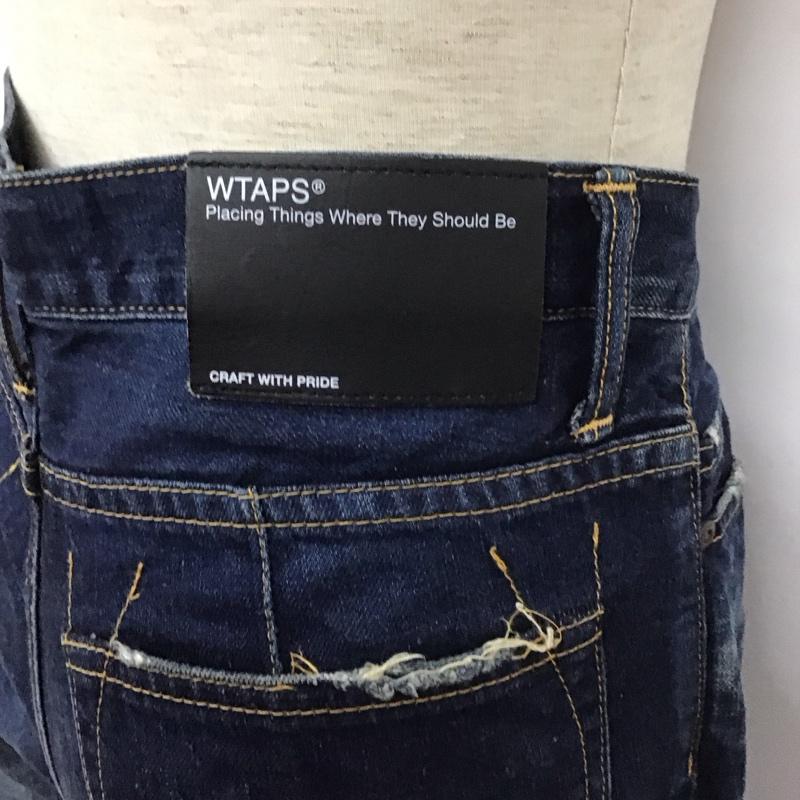 WTAPS®
Placing Things Where They Should Be
CRAFT WITH PRIDE